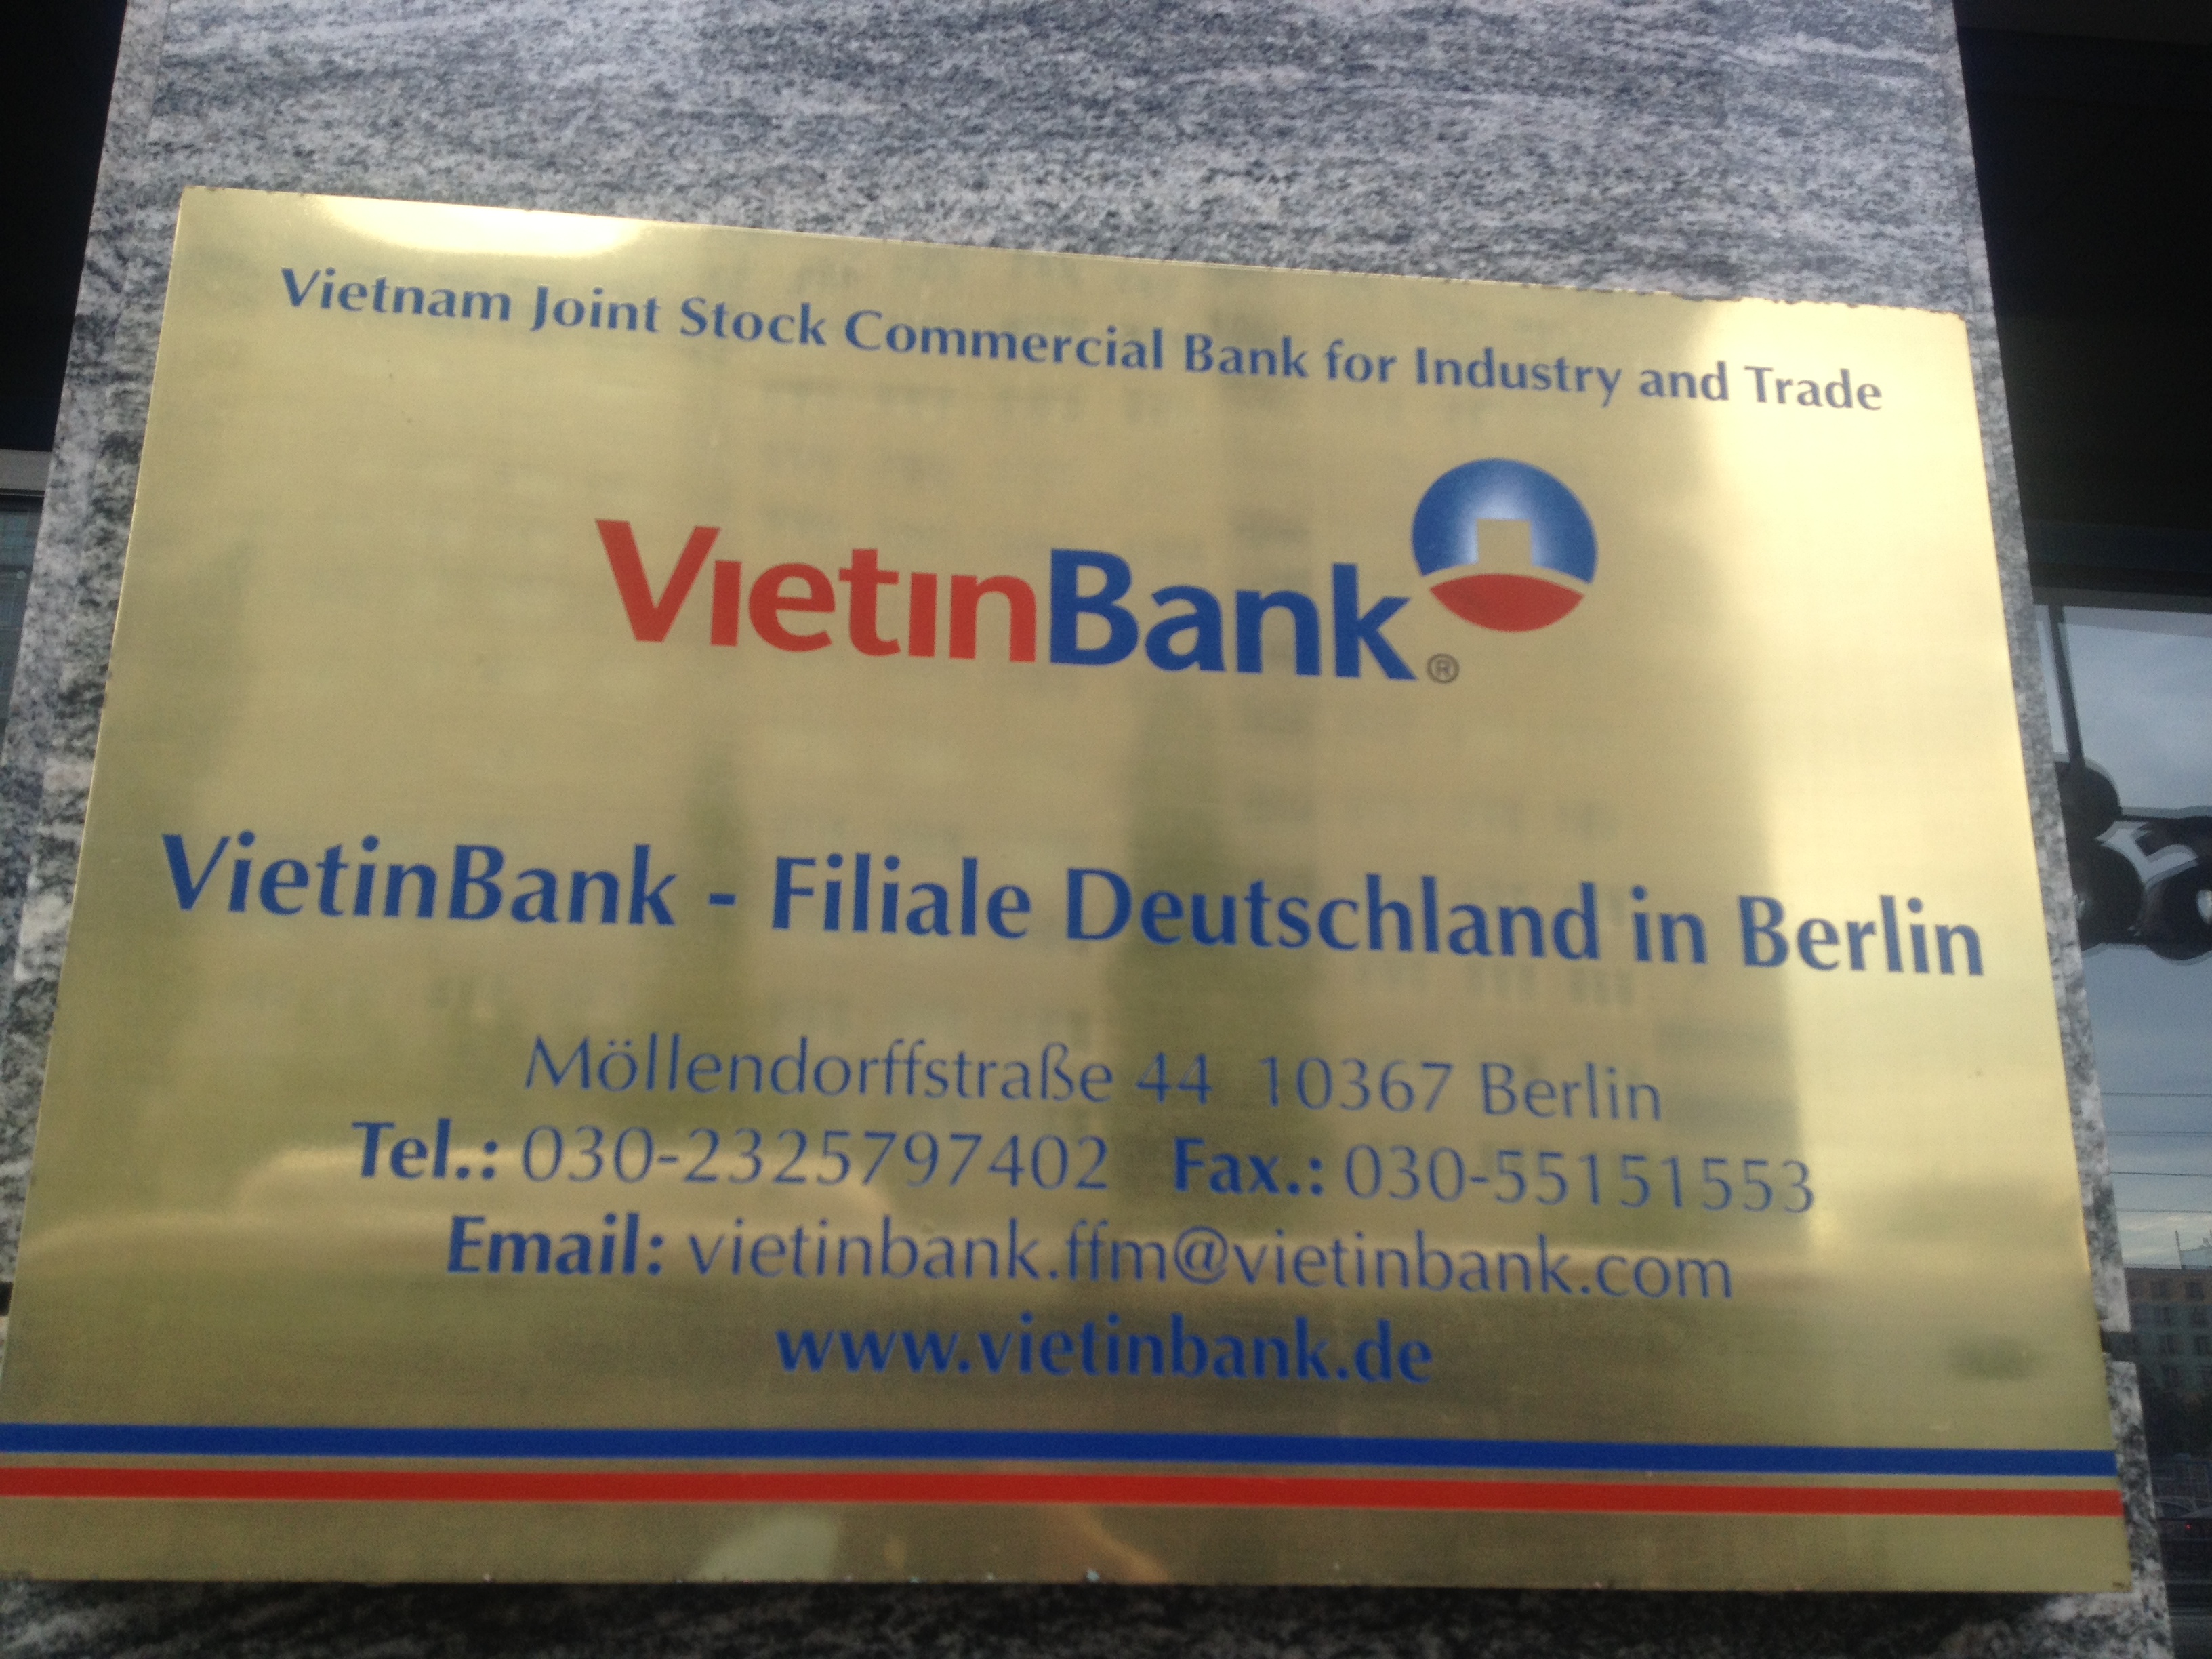 Vietnam Joint Stock Commercial Bank for Industry and Trade
VietinBank ®
VietinBank - Filiale Deutschland in Berlin
Möllendorffstraße 44 10367 Berlin
Tel.: 030-2325797402 Fax.: 030-55151553
Email: vietinbank.ffm@vietinbank.com
www.vietinbank.de